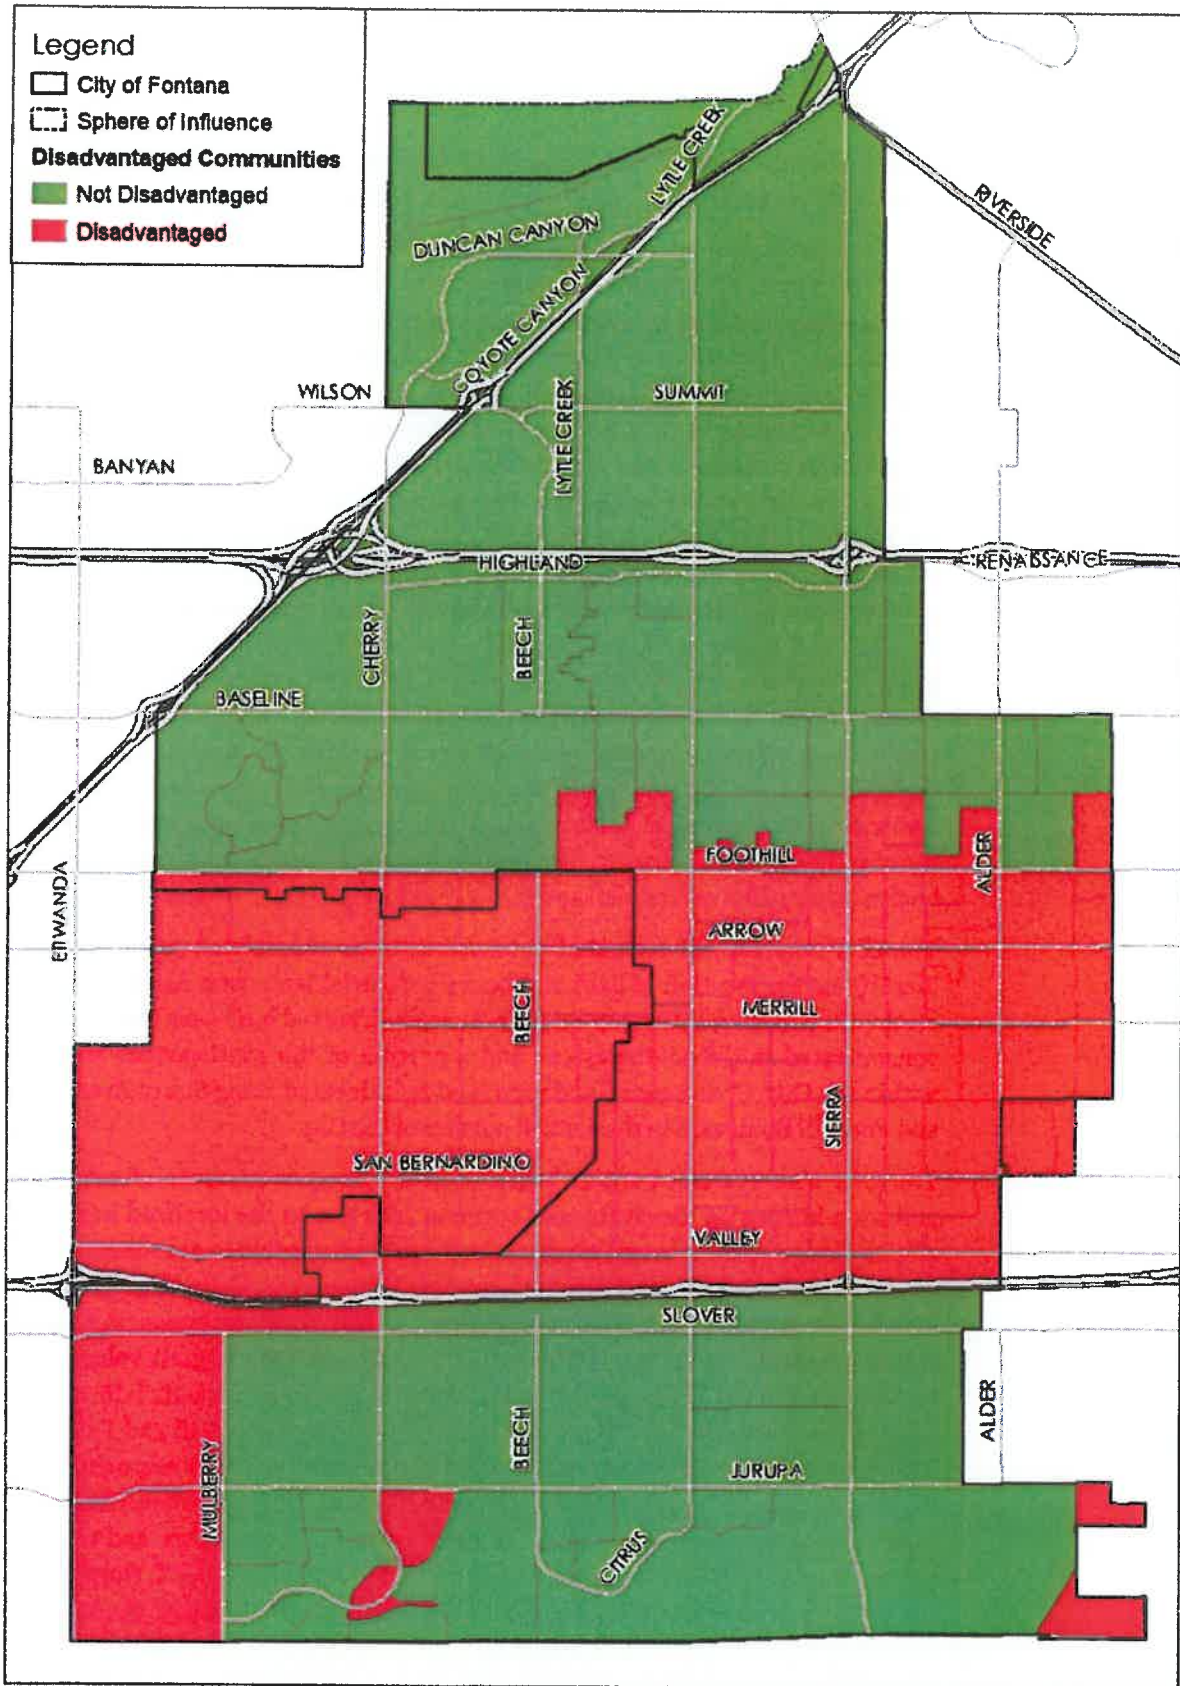 Legend
City of Fontana
Sphere of Influence
Disadvantaged Communities
Not Disadvantaged
Disadvantaged
LYTLE CREEK
RIVERSIDE
DUNCAN CANYON
COYOTE CANYON
WILSON
LYTLE CREEK
SUMMIT
BANYAN
HIGHLAND
RENAISSANCE
CHERRY
BEECH
BASELINE
FOOTHILL
ALDER
ETIWANDA
ARROW
BEECH
MERRILL
SIERRA
SAN BERNARDINO
VALLEY
SLOVER
ALDER
BEECH
MULBERRY
JURUPA
CITRUS